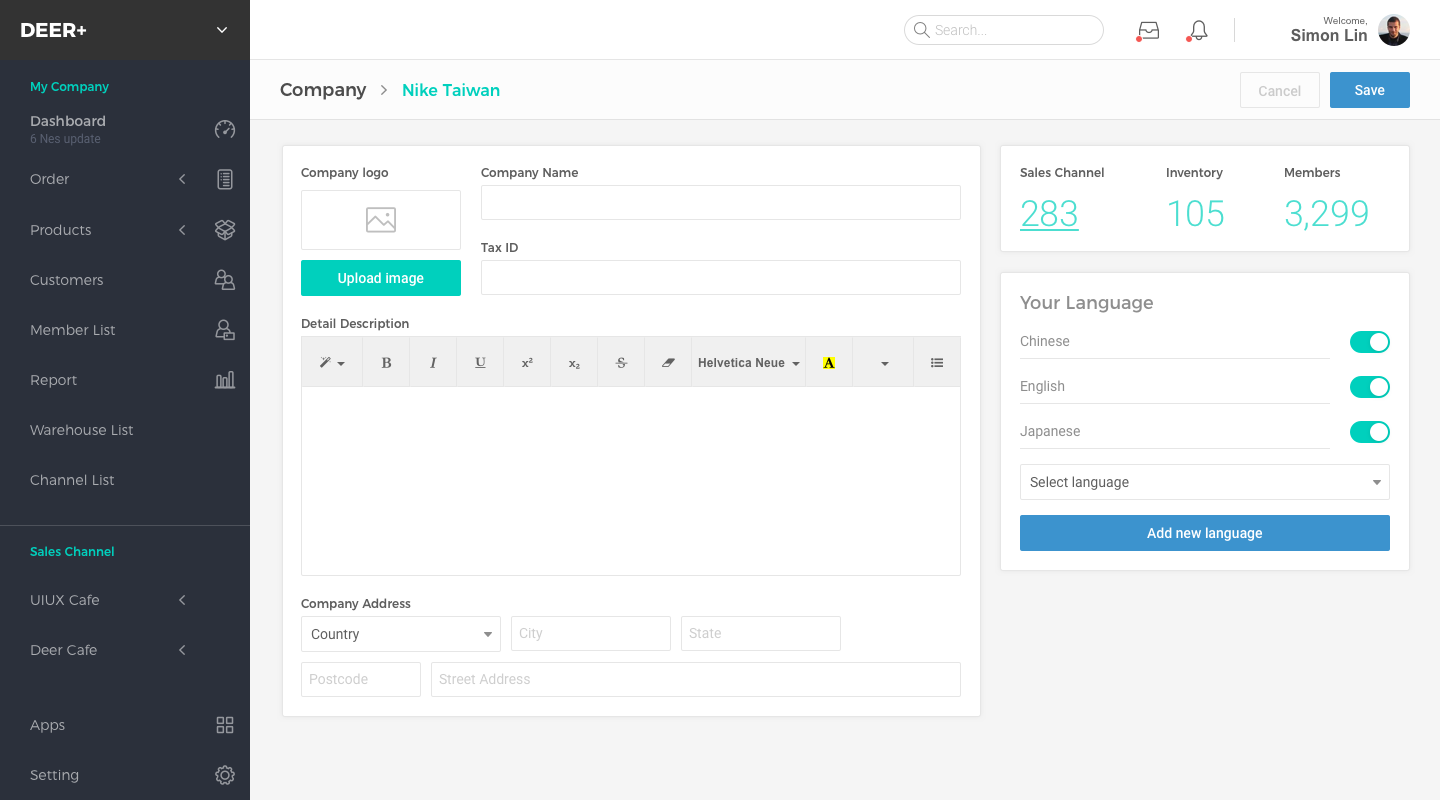 DEER+
My Company
Dashboard
6 Nes update
Order
Products
Customers
Member List
Report
Warehouse List
Channel List
Sales Channel
UIUX Cafe
Deer Cafe
Apps
Setting
Search...
Welcome,
Simon Lin
Company > Nike Taiwan
Cancel
Save
Company logo
Upload image
Company Name
Tax ID
Detail Description
B I U x² x₂ S Helvetica Neue A
Company Address
Country
City
State
Postcode
Street Address
Sales Channel
283
Inventory
105
Members
3,299
Your Language
Chinese
English
Japanese
Select language
Add new language